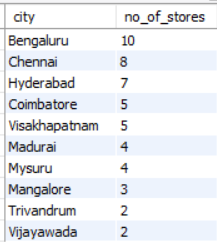 city no_of_stores
Bengaluru 10
Chennai 8
Hyderabad 7
Coimbatore 5
Visakhapatnam 5
Madurai 4
Mysuru 4
Mangalore 3
Trivandrum 2
Vijayawada 2